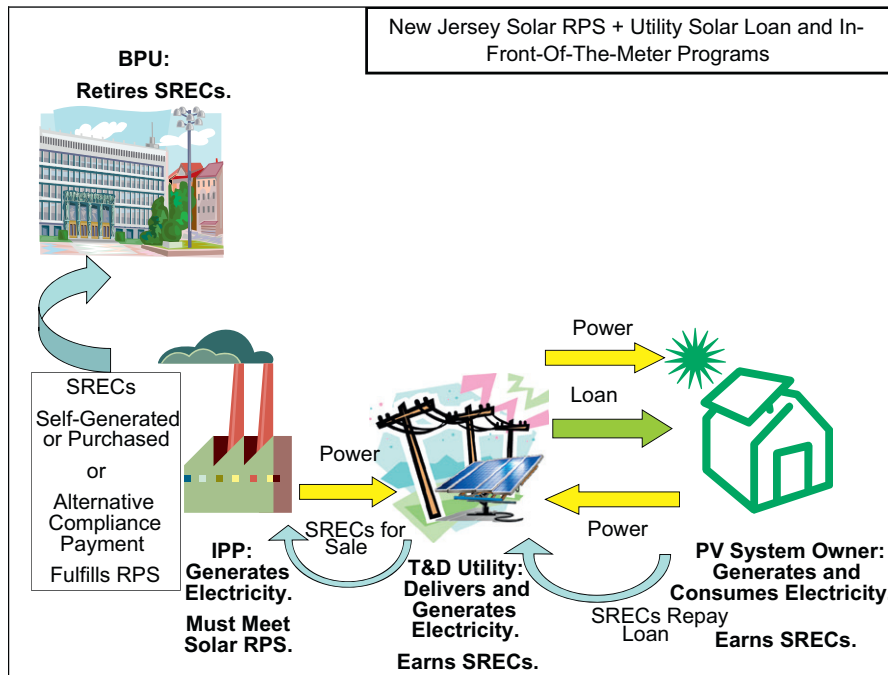 New Jersey Solar RPS + Utility Solar Loan and In-
Front-Of-The-Meter Programs
BPU:
Retires SRECs.
SRECs
Self-Generated
or Purchased
or
Alternative
Compliance
Payment
Fulfills RPS
IPP:
Generates
Electricity.
Must Meet
Solar RPS.
Power
SRECs for
Sale
T&D Utility:
Delivers and
Generates
Electricity.
Earns SRECs.
Power
Loan
Power
SRECs Repay
Loan
PV System Owner:
Generates and
Consumes Electricity.
Earns SRECs.